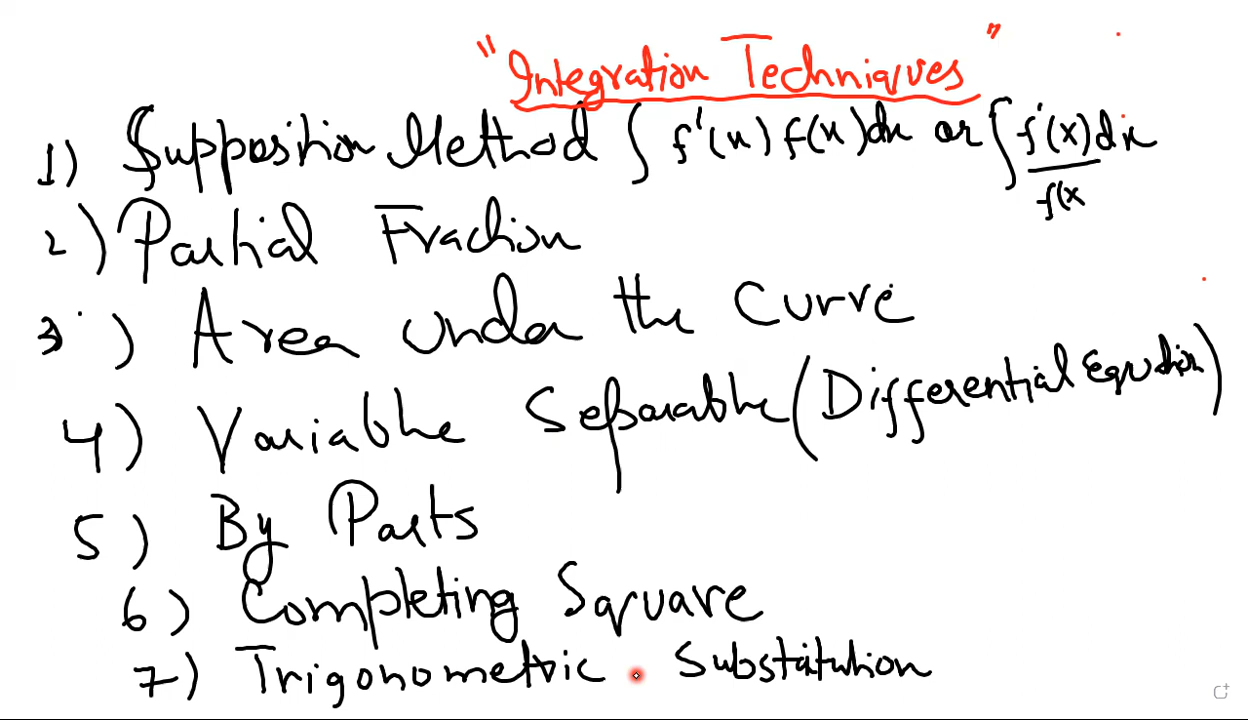 "Integration Techniques"
1) Supposition Method ∫ f'(x) f(x)dx or ∫ f'(x)dx / f(x
2) Partial Fraction
3) Area under the Curve
4) Variable Separable (Differential Equation)
5) By Parts
6) Completing Square
7) Trigonometric Substitution